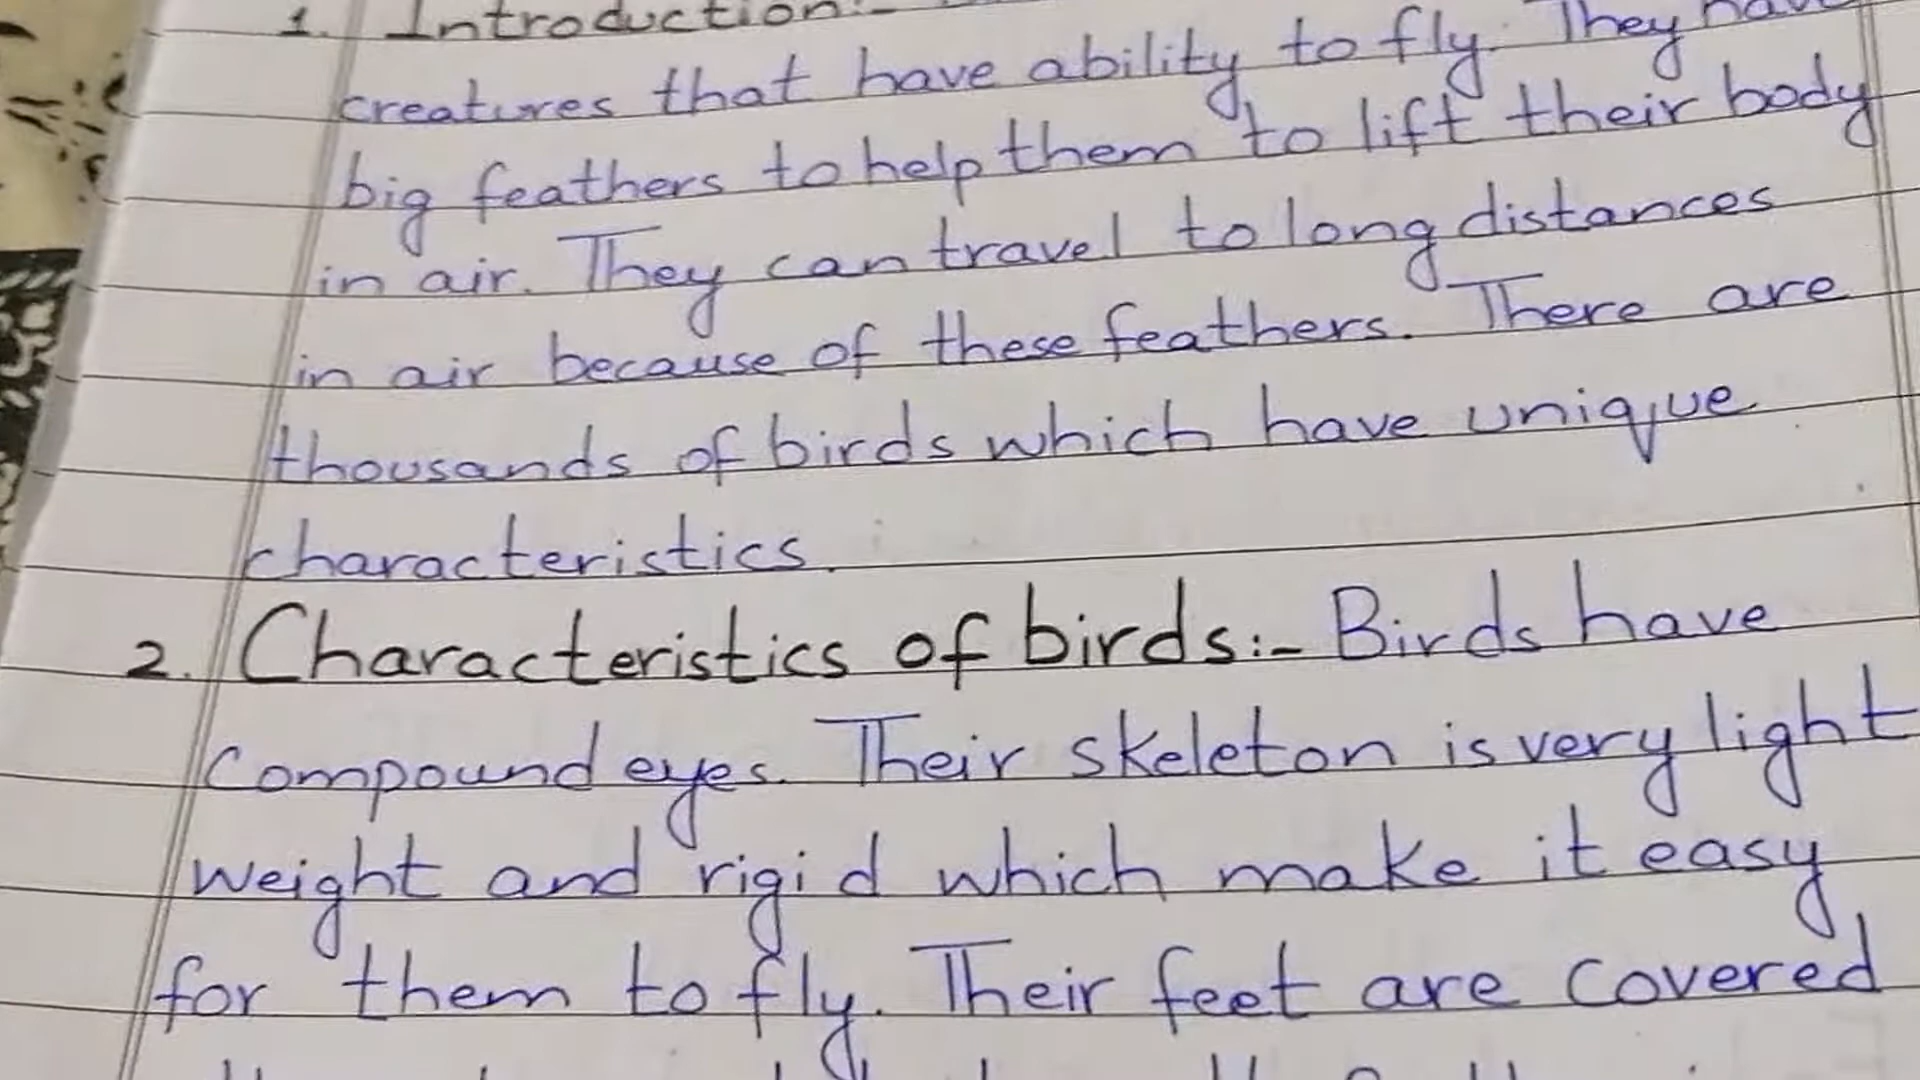 1. Introduction:-
creatures that have ability to fly. They have
big feathers to help them to lift their body
in air. They can travel to long distances
in air because of these feathers. There are
thousands of birds which have unique
characteristics.
2. Characteristics of birds:- Birds have
compound eyes. Their skeleton is very light
weight and rigid which make it easy
for them to fly. Their feet are covered